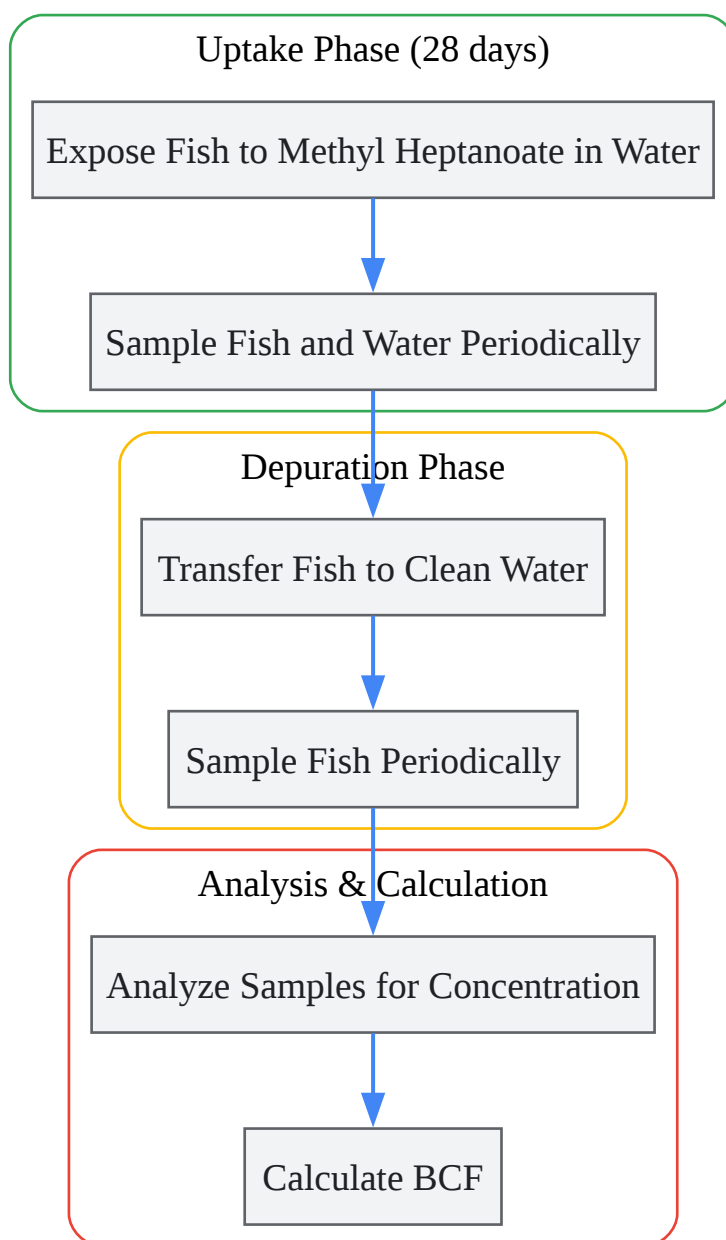 Uptake Phase (28 days)
Expose Fish to Methyl Heptanoate in Water
Sample Fish and Water Periodically
Depuration Phase
Transfer Fish to Clean Water
Sample Fish Periodically
Analysis & Calculation
Analyze Samples for Concentration
Calculate BCF